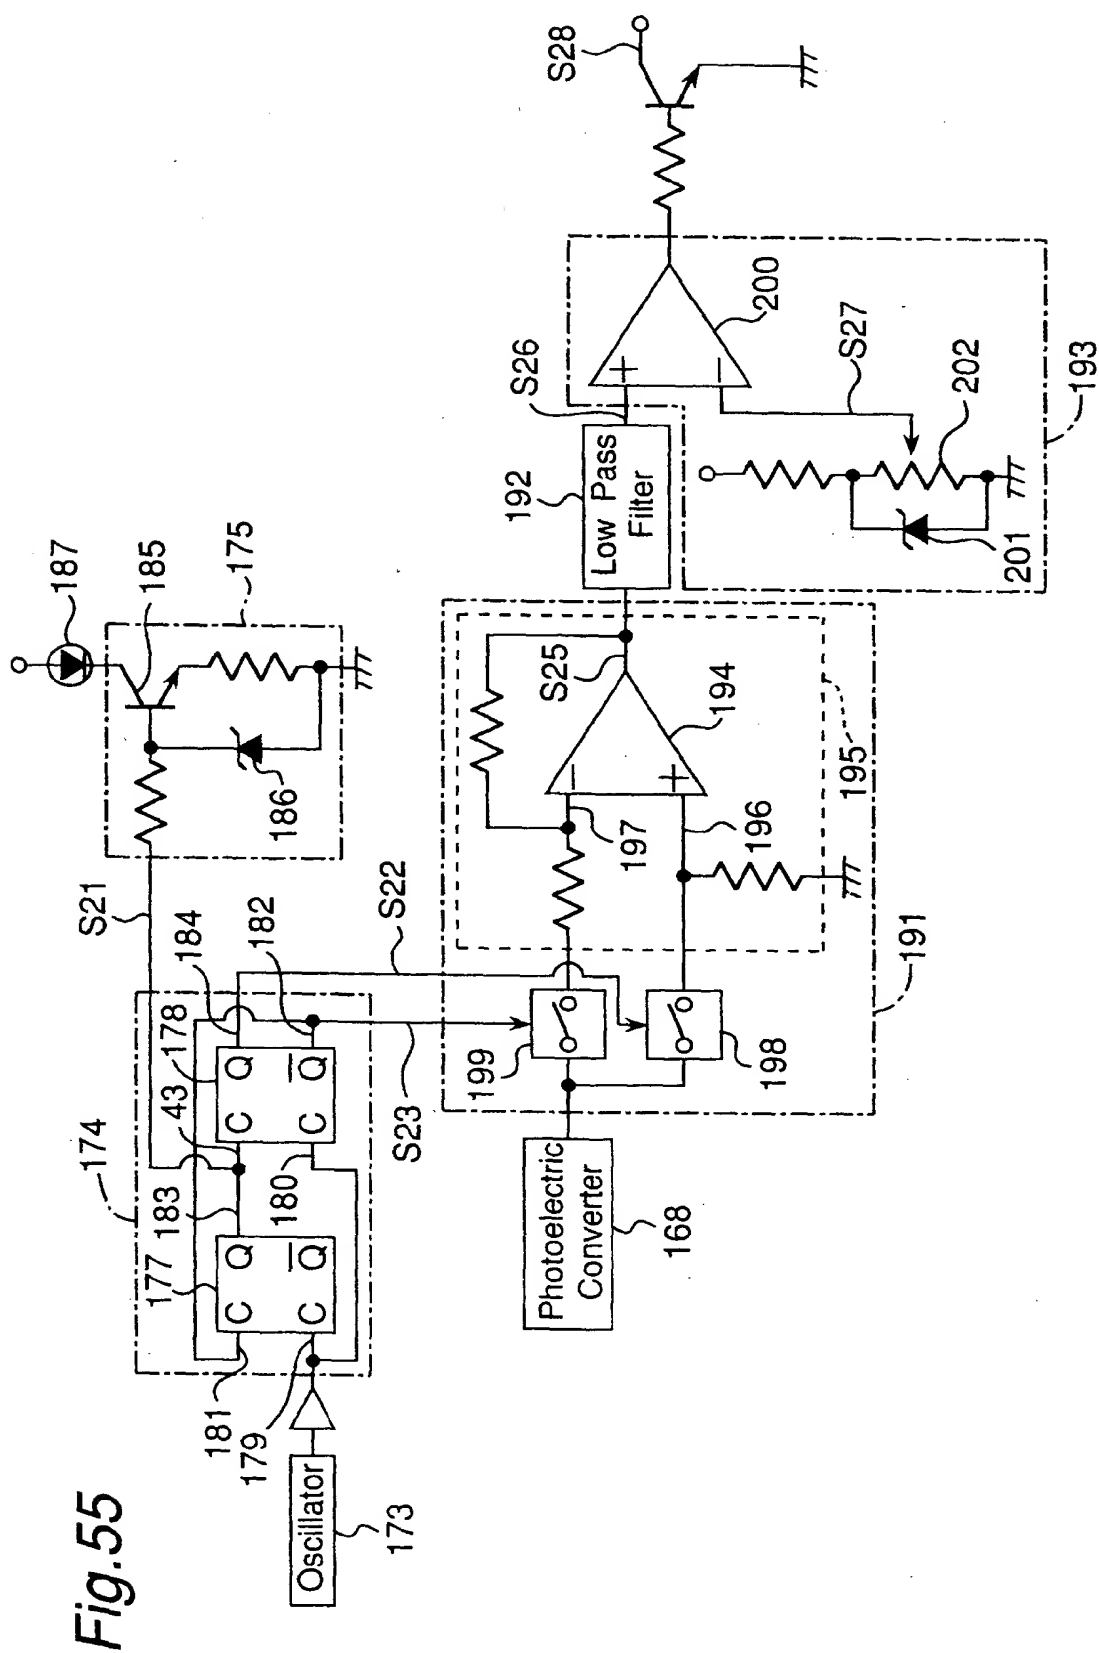 Fig.55
Oscillator
173
174
177
183
43
178
184
182
181
179
180
C
Q
C
Q
C
Q
C
Q
S21
S22
S23
187
185
175
186
Photoelectric
Converter
168
199
198
191
197
196
194
195
S25
−
+
192
Low Pass
Filter
S26
+
−
200
S27
202
201
193
S28